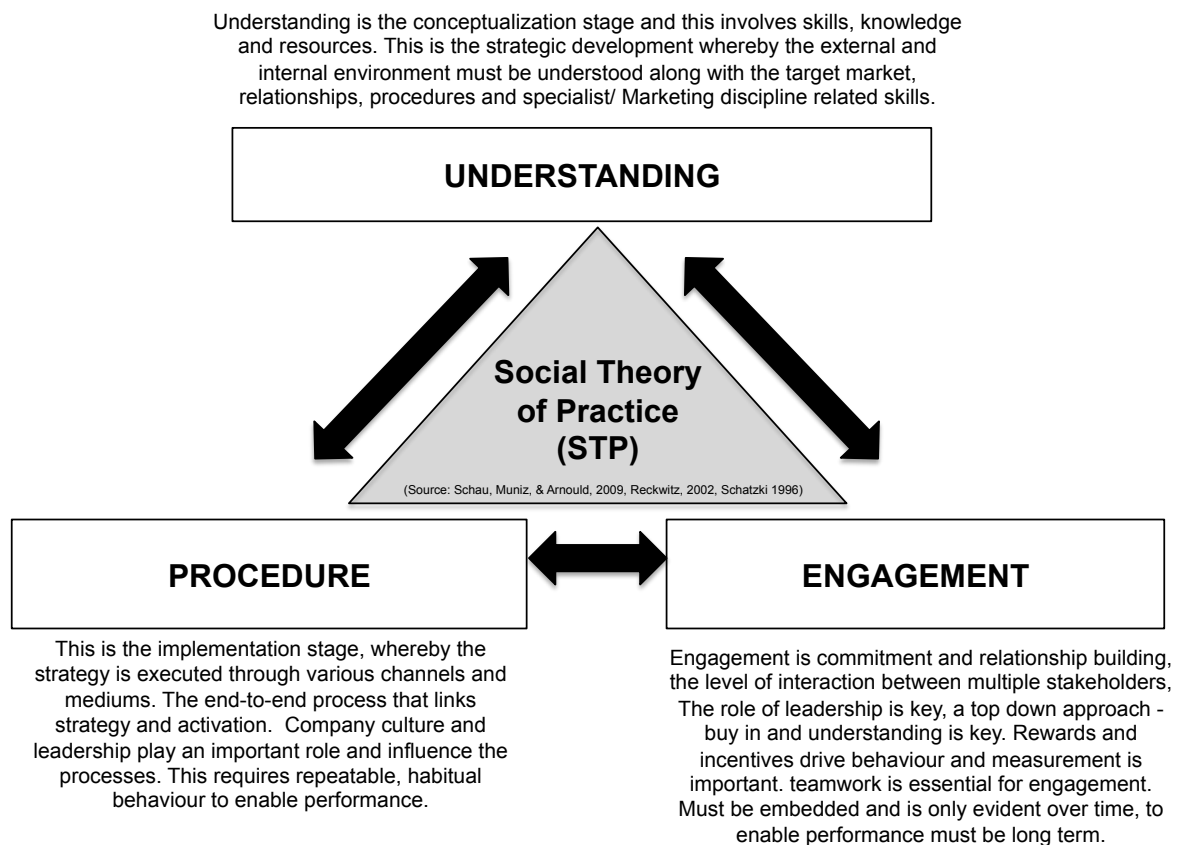 Understanding is the conceptualization stage and this involves skills, knowledge
and resources. This is the strategic development whereby the external and
internal environment must be understood along with the target market,
relationships, procedures and specialist/ Marketing discipline related skills.
UNDERSTANDING
Social Theory
of Practice
(STP)
(Source: Schau, Muniz, & Arnould, 2009, Reckwitz, 2002, Schatzki 1996)
PROCEDURE
This is the implementation stage, whereby the
strategy is executed through various channels and
mediums. The end-to-end process that links
strategy and activation.  Company culture and
leadership play an important role and influence the
processes. This requires repeatable, habitual
behaviour to enable performance.
ENGAGEMENT
Engagement is commitment and relationship building,
the level of interaction between multiple stakeholders,
The role of leadership is key, a top down approach -
buy in and understanding is key. Rewards and
incentives drive behaviour and measurement is
important. teamwork is essential for engagement.
Must be embedded and is only evident over time, to
enable performance must be long term.